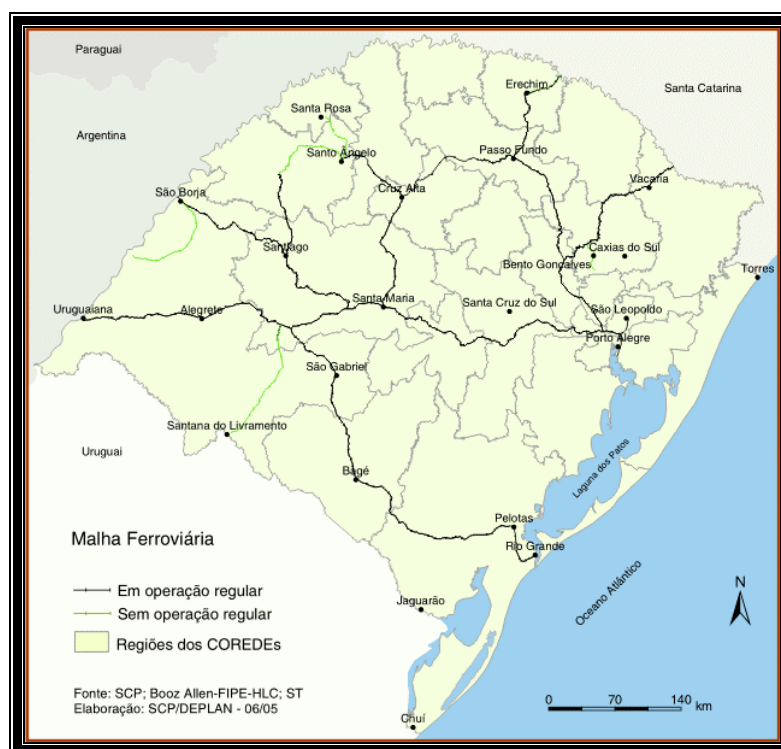 Paraguai
Santa Catarina
Erechim
Santa Rosa
Argentina
Santo Ângelo
Passo Fundo
Vacaria
São Borja
Cruz Alta
Santiago
Caxias do Sul
Bento Gonçalves
Torres
Santa Maria
Santa Cruz do Sul
São Leopoldo
Uruguaiana
Alegrete
Porto Alegre
São Gabriel
Santana do Livramento
Uruguai
Bagé
Laguna dos Patos
Pelotas
Rio Grande
Oceano Atlântico
Jaguarão
Chuí
Malha Ferroviária
Em operação regular
Sem operação regular
Regiões dos COREDEs
Fonte: SCP; Booz Allen-FIPE-HLC; ST
Elaboração: SCP/DEPLAN - 06/05
N
0 70 140 km